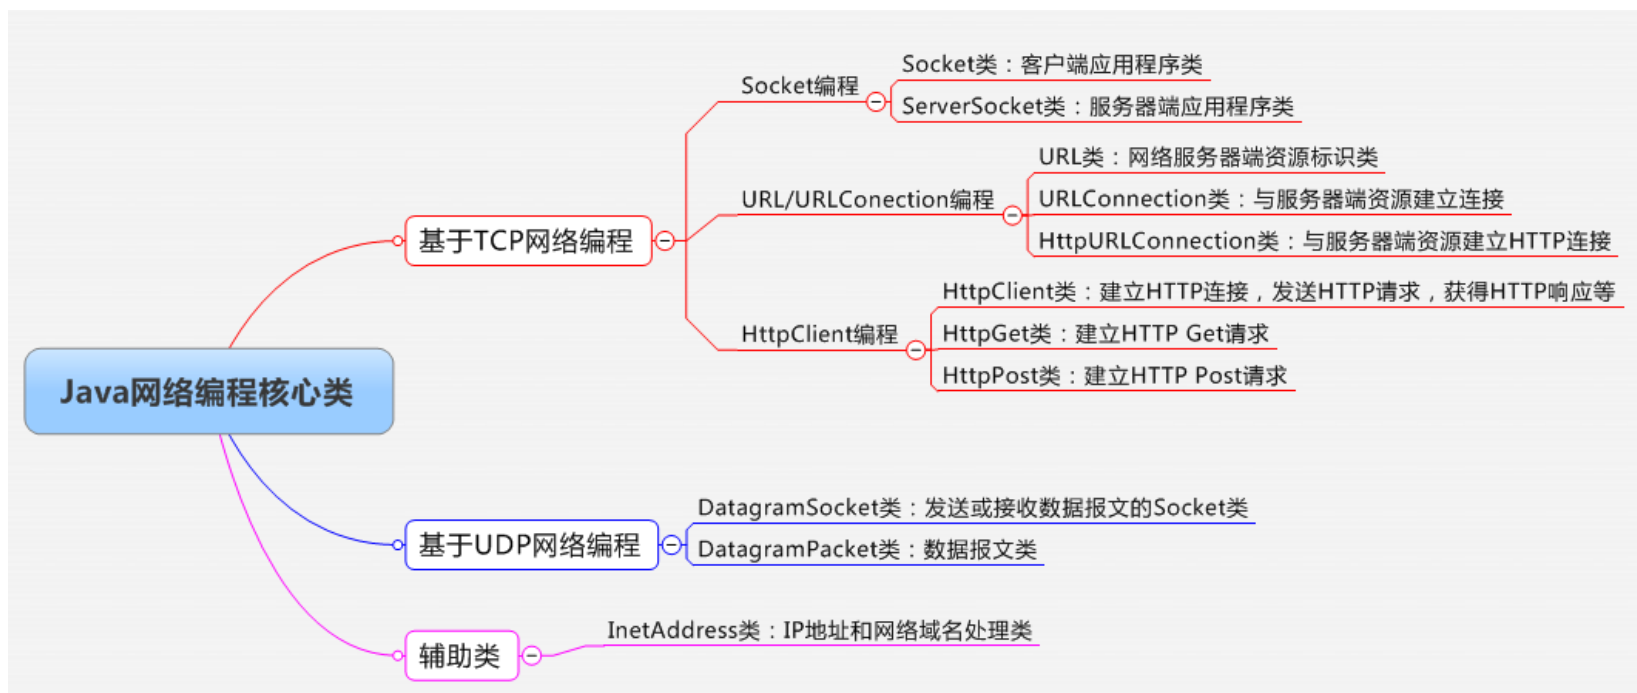 Java网络编程核心类
基于TCP网络编程
Socket编程
Socket类：客户端应用程序类
ServerSocket类：服务器端应用程序类
URL/URLConection编程
URL类：网络服务器端资源标识类
URLConnection类：与服务器端资源建立连接
HttpURLConnection类：与服务器端资源建立HTTP连接
HttpClient编程
HttpClient类：建立HTTP连接，发送HTTP请求，获得HTTP响应等
HttpGet类：建立HTTP Get请求
HttpPost类：建立HTTP Post请求
基于UDP网络编程
DatagramSocket类：发送或接收数据报文的Socket类
DatagramPacket类：数据报文类
辅助类
InetAddress类：IP地址和网络域名处理类